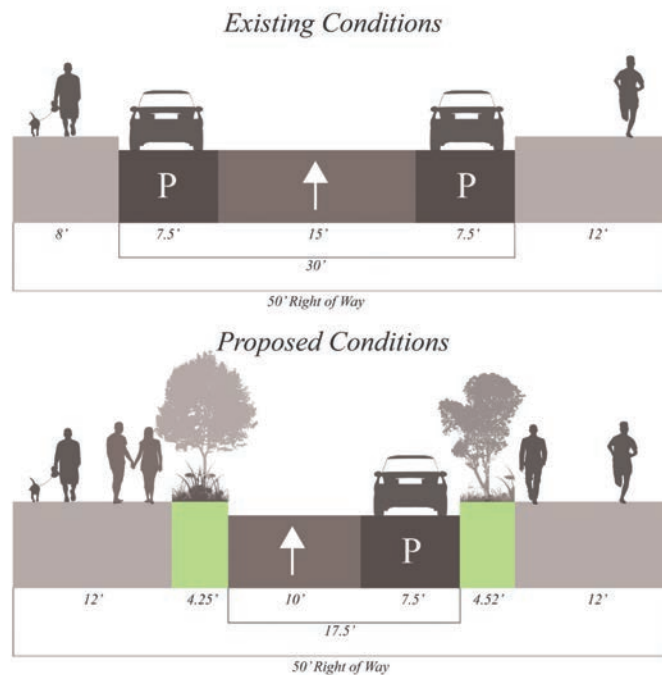 Existing Conditions
P P
8’ 7.5’ 15’ 7.5’ 12’
30’
50’ Right of Way
Proposed Conditions
P
12’ 4.25’ 10’ 7.5’ 4.52’ 12’
17.5’
50’ Right of Way